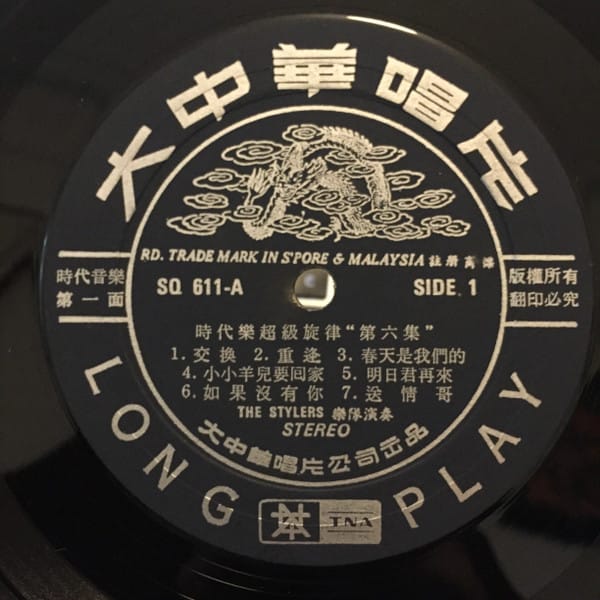 大中華唱片
RD. TRADE MARK IN S'PORE & MALAYSIA 註册商標
時代音樂
第一面
SQ 611-A
SIDE. 1
版權所有
翻印必究
時代樂超級旋律“第六集”
1. 交換 2. 重逢 3. 春天是我們的
4. 小小羊兒要回家 5. 明日君再來
6. 如果沒有你 7. 送情哥
THE STYLERS 樂隊演奏
STEREO
大中華唱片公司出品
LONG PLAY
TNA